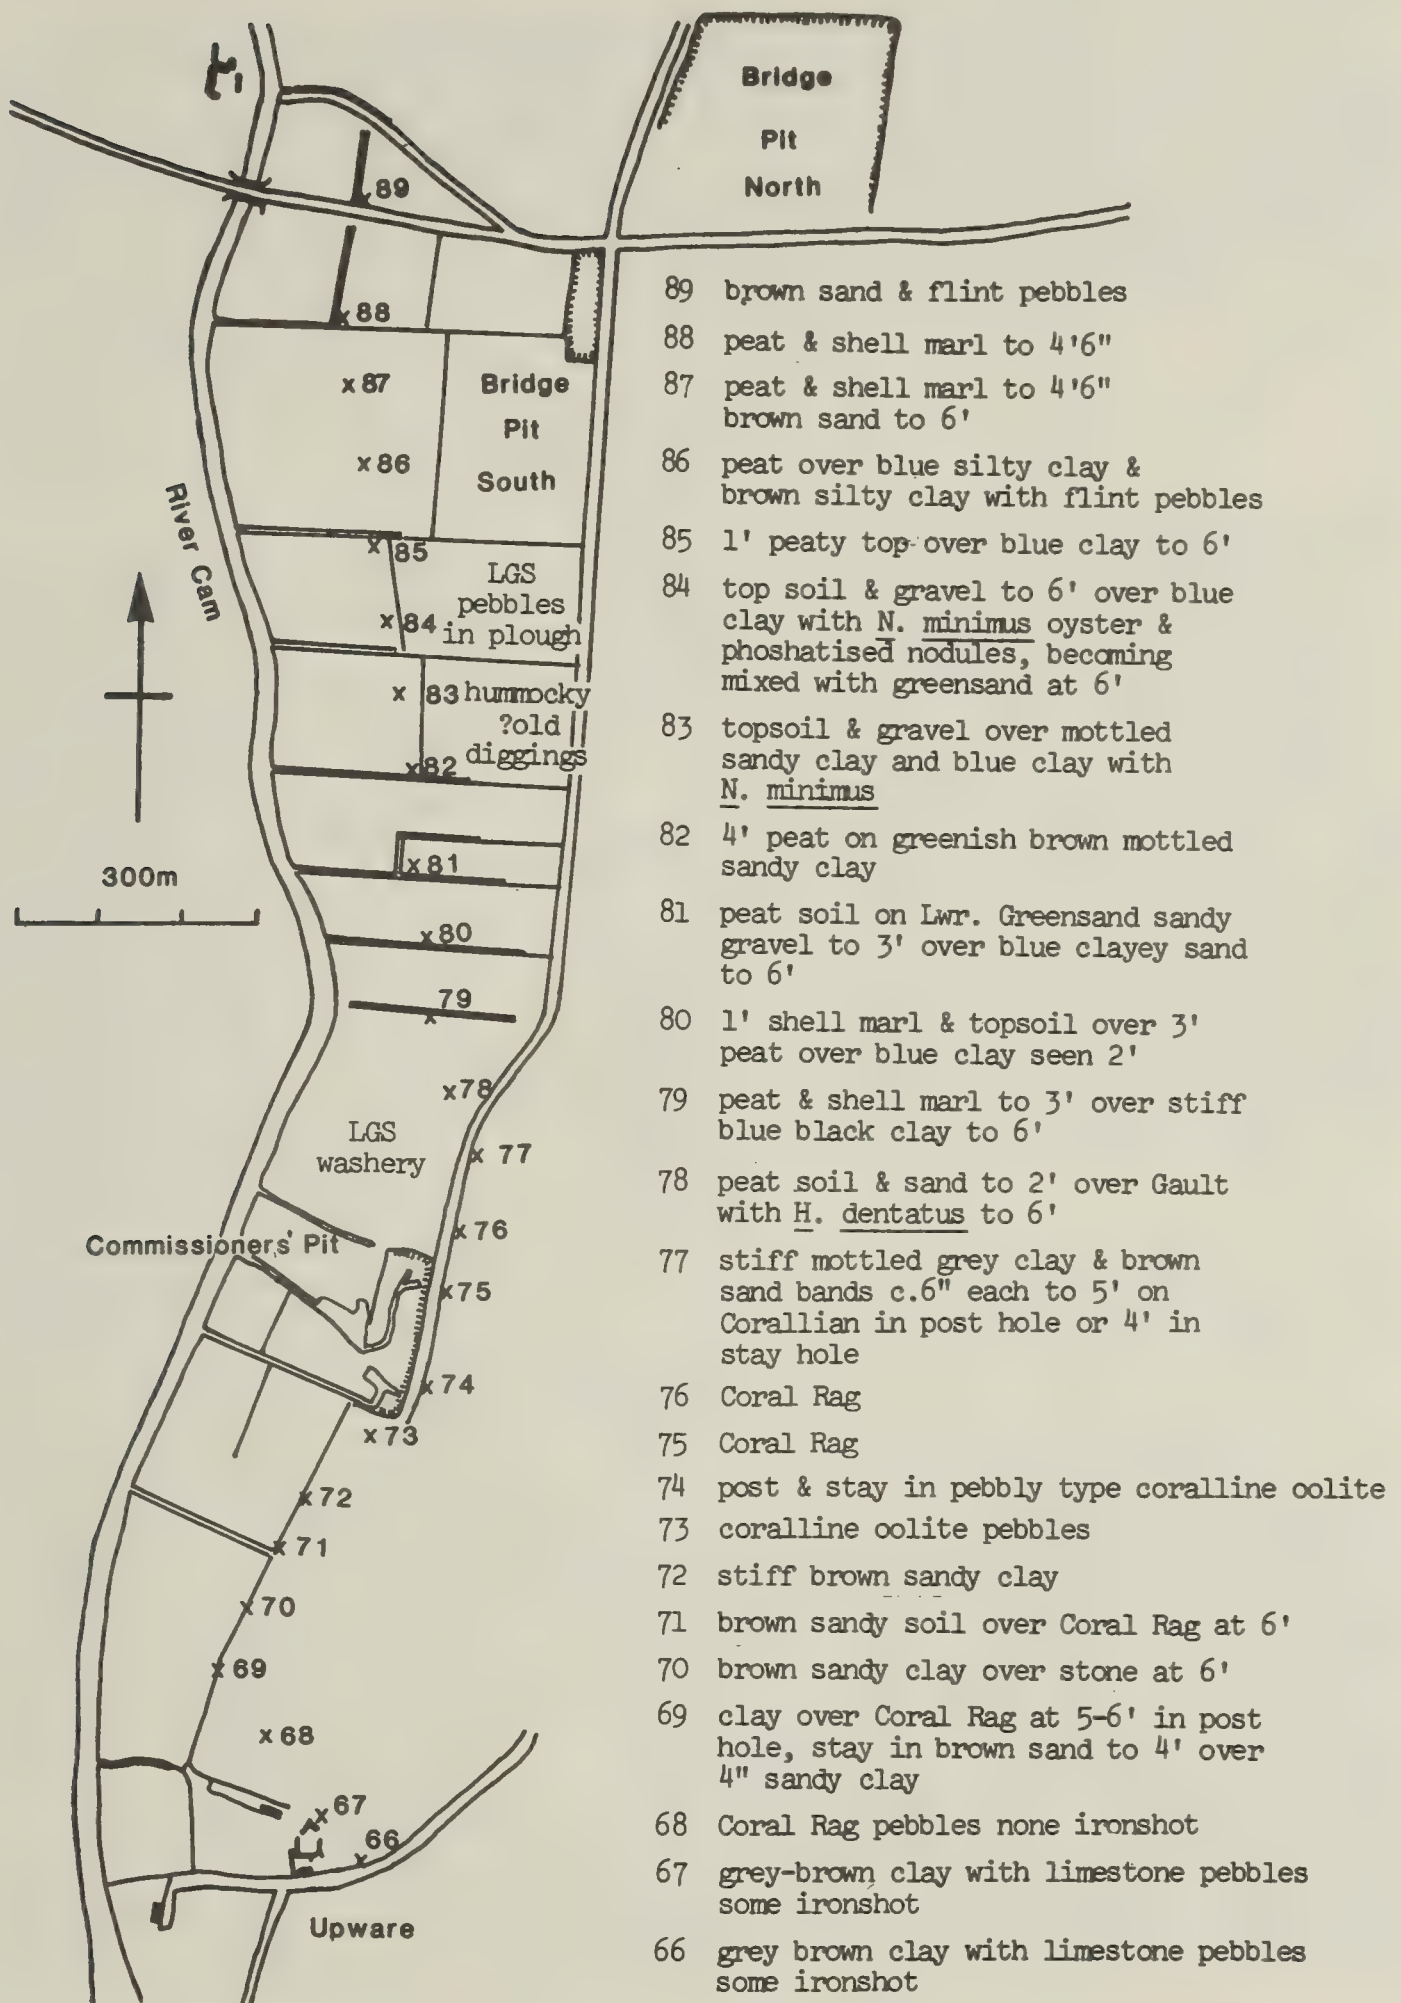 Bridge
Pit
North
89
88
87
86
Bridge
Pit
South
River Cam
85
84
LGS
pebbles
in plough
83
hummocky
?old
diggings
82
81
300m
80
79
78
LGS
washery
77
76
Commissioners' Pit
75
74
73
72
71
70
69
68
67
66
Upware
89 brown sand & flint pebbles
88 peat & shell marl to 4'6"
87 peat & shell marl to 4'6"
brown sand to 6'
86 peat over blue silty clay &
brown silty clay with flint pebbles
85 1' peaty top over blue clay to 6'
84 top soil & gravel to 6' over blue
clay with N. minimus oyster &
phoshatised nodules, becoming
mixed with greensand at 6'
83 topsoil & gravel over mottled
sandy clay and blue clay with
N. minimus
82 4' peat on greenish brown mottled
sandy clay
81 peat soil on Lwr. Greensand sandy
gravel to 3' over blue clayey sand
to 6'
80 1' shell marl & topsoil over 3'
peat over blue clay seen 2'
79 peat & shell marl to 3' over stiff
blue black clay to 6'
78 peat soil & sand to 2' over Gault
with H. dentatus to 6'
77 stiff mottled grey clay & brown
sand bands c.6" each to 5' on
Corallian in post hole or 4' in
stay hole
76 Coral Rag
75 Coral Rag
74 post & stay in pebbly type coralline oolite
73 coralline oolite pebbles
72 stiff brown sandy clay
71 brown sandy soil over Coral Rag at 6'
70 brown sandy clay over stone at 6'
69 clay over Coral Rag at 5-6' in post
hole, stay in brown sand to 4' over
4" sandy clay
68 Coral Rag pebbles none ironshot
67 grey-brown clay with limestone pebbles
some ironshot
66 grey brown clay with limestone pebbles
some ironshot